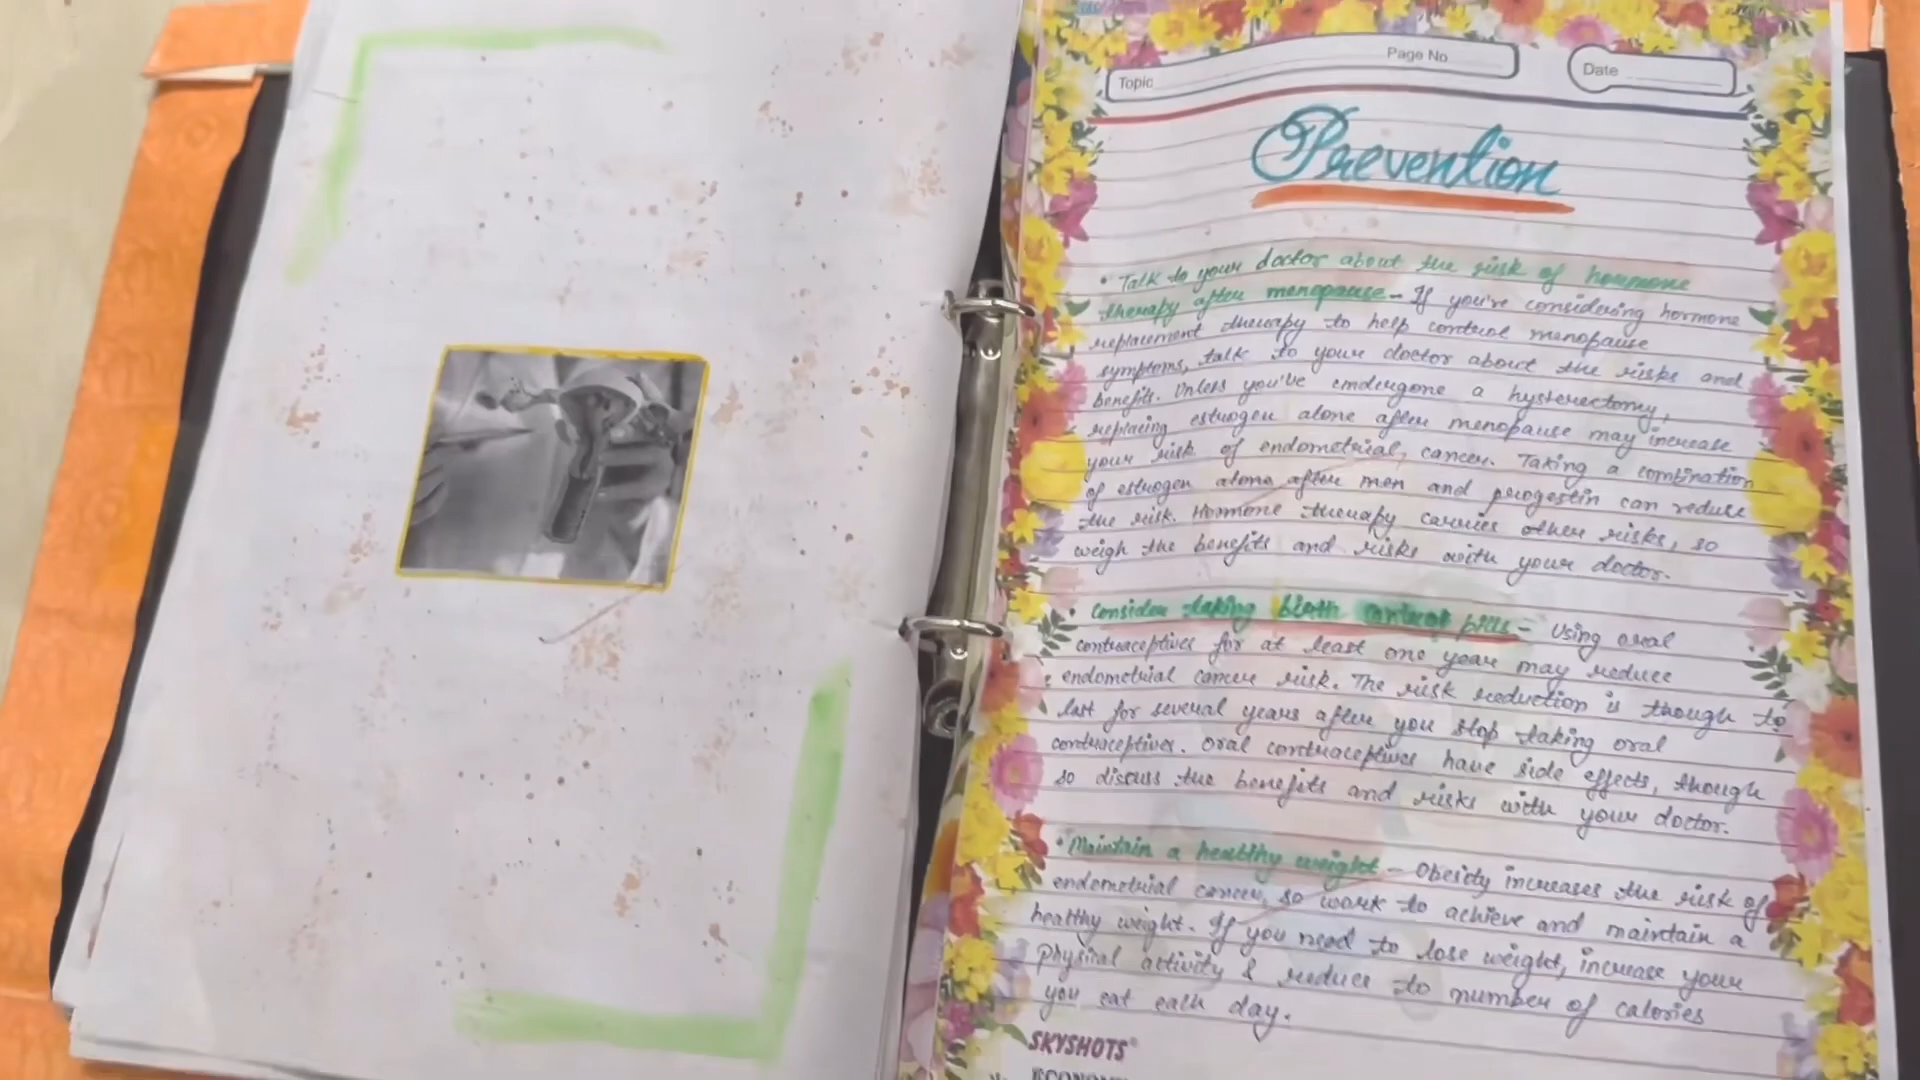 Page No
Topic
Date
Prevention
• Talk to your doctor about the risk of hormone
therapy after menopause - If you're considering hormone
replacement therapy to help control menopause
symptoms, talk to your doctor about the risks and
benefits. Unless you've undergone a hysterectomy,
replacing estrogen alone after menopause may increase
your risk of endometrial, cancer. Taking a combination
of estrogen alone after men and progestin can reduce
the risk. Hormone therapy carries other risks, so
weigh the benefits and risks with your doctor.
• Consider taking birth control pills - Using oral
contraceptives for at least one year may reduce
endometrial cancer risk. The risk reduction is though to
last for several years after you stop taking oral
contraceptives. Oral contraceptives have side effects, though
so discuss the benefits and risks with your doctor.
• Maintain a healthy weight - Obesity increases the risk of
endometrial cancer, so work to achieve and maintain a
healthy weight. If you need to lose weight, increase your
physical activity & reduce to number of calories
you eat each day.
SKYSHOTS